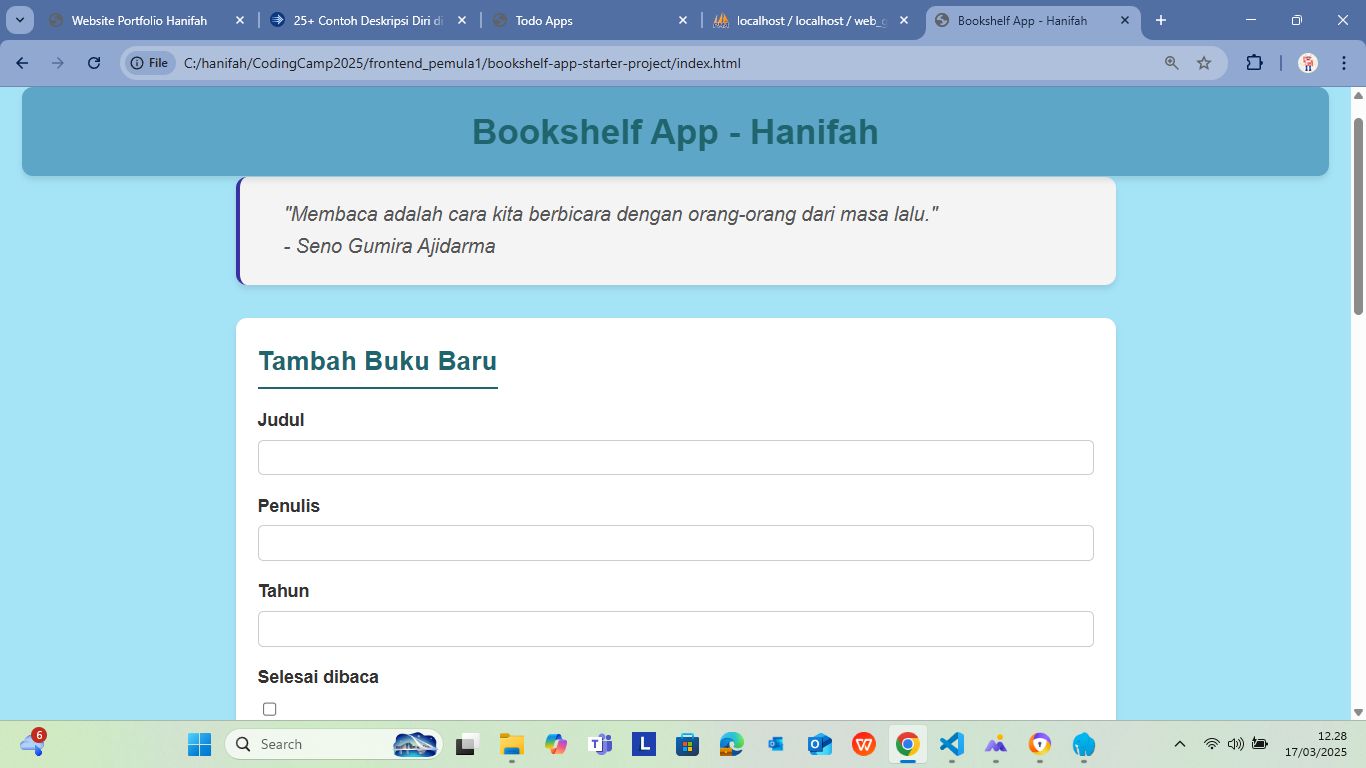 Website Portfolio Hanifah
25+ Contoh Deskripsi Diri di
Todo Apps
localhost / localhost / web_g
Bookshelf App - Hanifah
File
C:/hanifah/CodingCamp2025/frontend_pemula1/bookshelf-app-starter-project/index.html
Bookshelf App - Hanifah
"Membaca adalah cara kita berbicara dengan orang-orang dari masa lalu."
- Seno Gumira Ajidarma
Tambah Buku Baru
Judul
Penulis
Tahun
Selesai dibaca
6
Search
L
W
12.28
17/03/2025